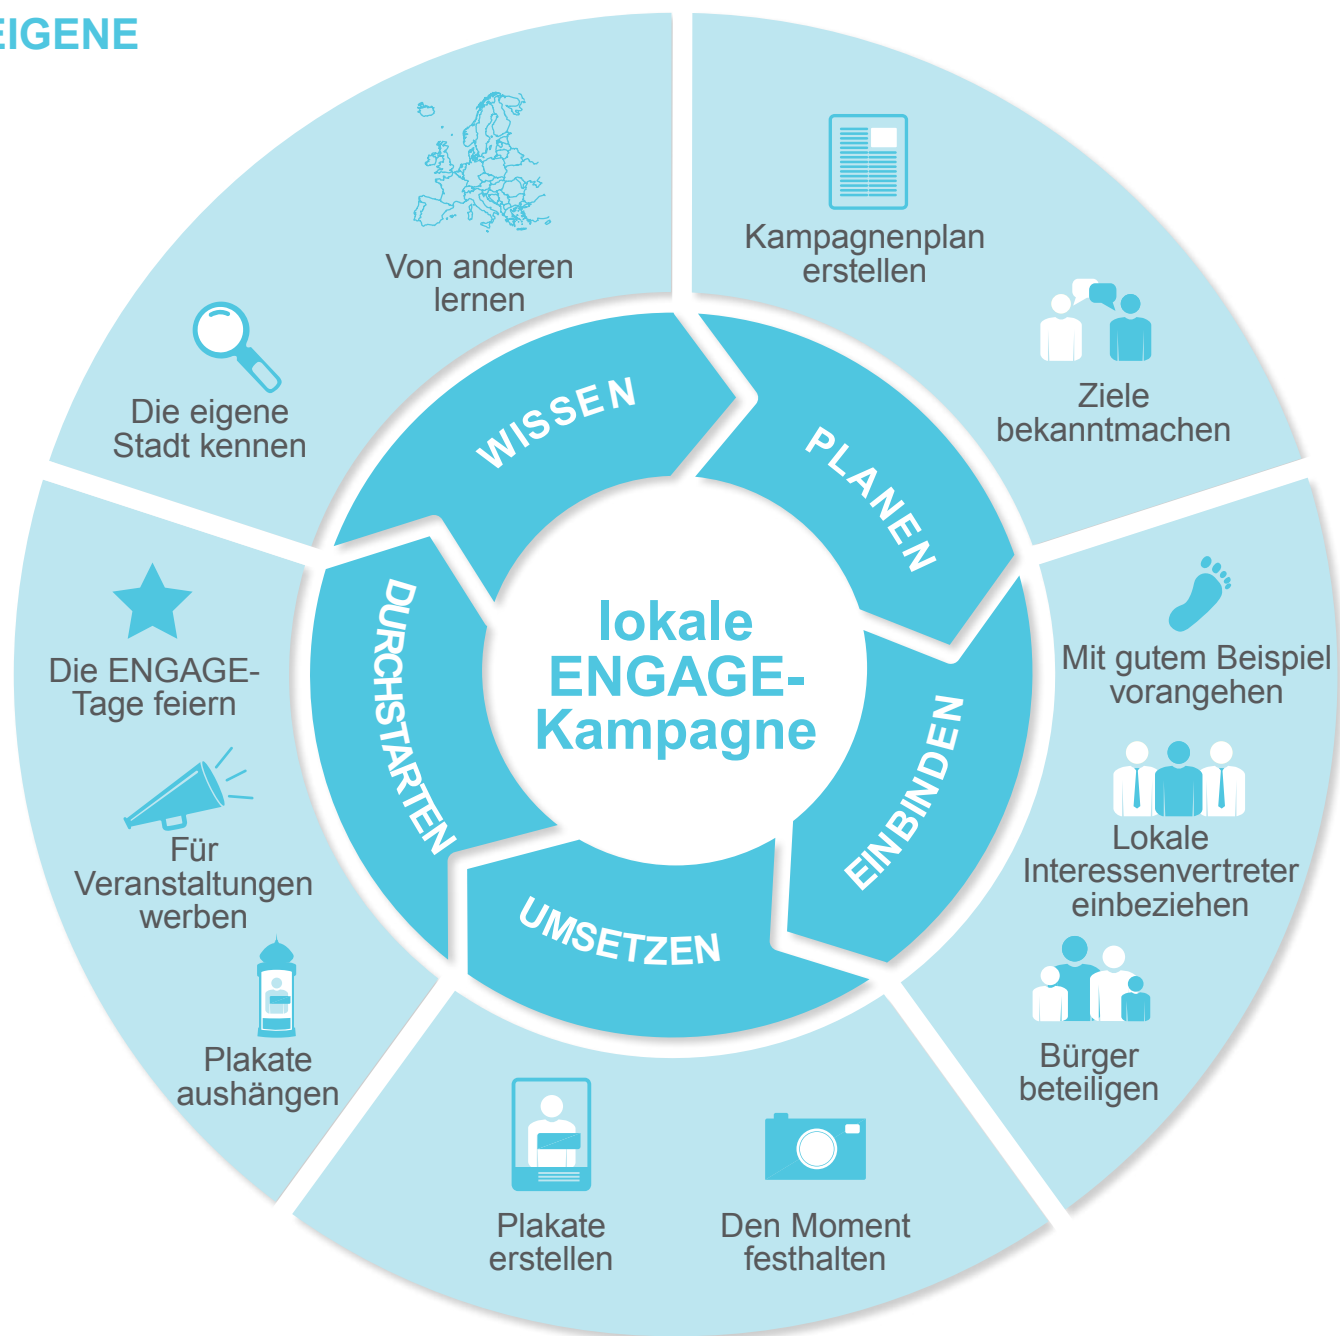 EIGENE
Von anderen
lernen
Die eigene
Stadt kennen
Kampagnenplan
erstellen
Ziele
bekanntmachen
Mit gutem Beispiel
vorangehen
Lokale
Interessenvertreter
einbeziehen
Bürger
beteiligen
Den Moment
festhalten
Plakate
erstellen
Plakate
aushängen
Für
Veranstaltungen
werben
Die ENGAGE-
Tage feiern
WISSEN
PLANEN
EINBINDEN
UMSETZEN
DURCHSTARTEN
lokale
ENGAGE-
Kampagne